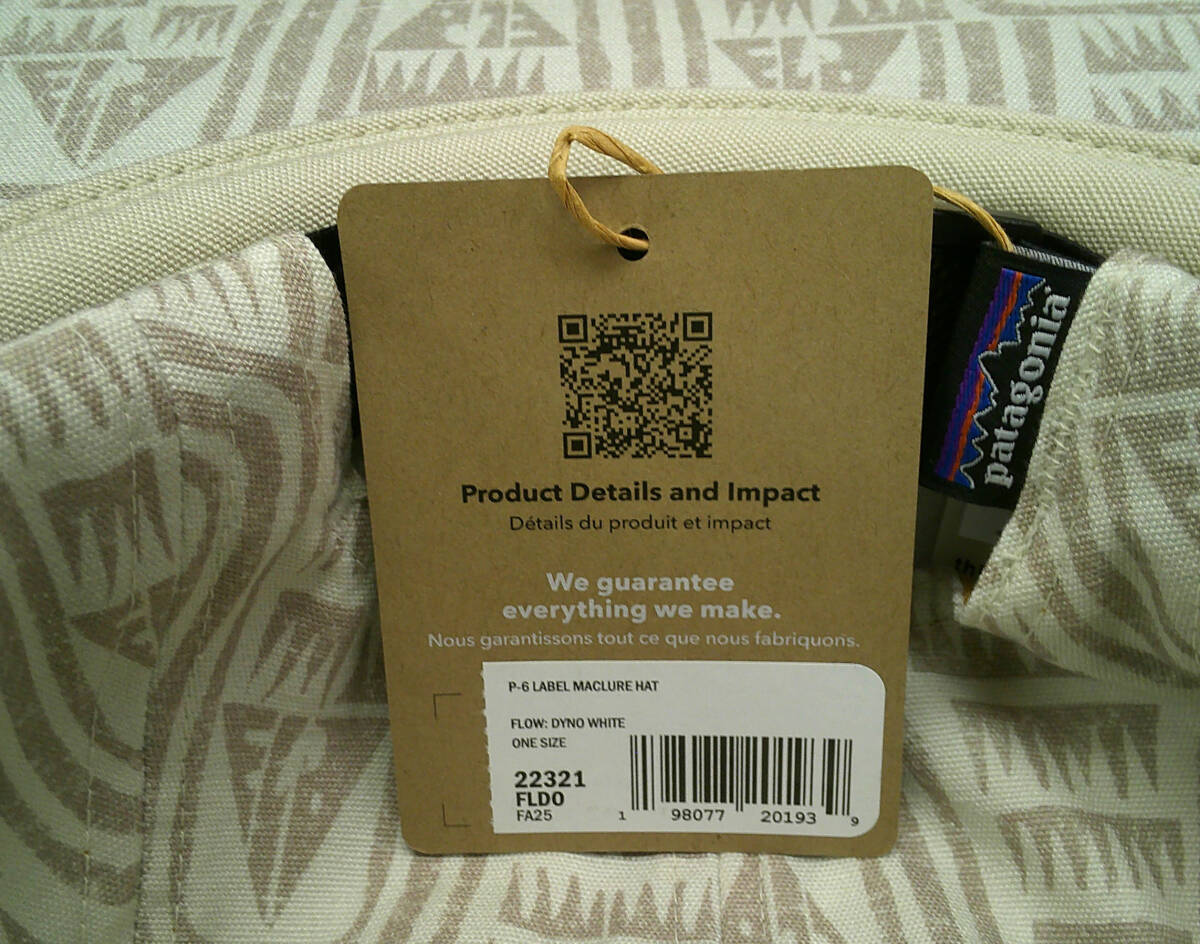 patagonia
Product Details and Impact
Détails du produit et impact
We guarantee
everything we make.
Nous garantissons tout ce que nous fabriquons.
P-6 LABEL MACLURE HAT
FLOW: DYNO WHITE
ONE SIZE
22321
FLDO
FA25
1 98077 20193 9